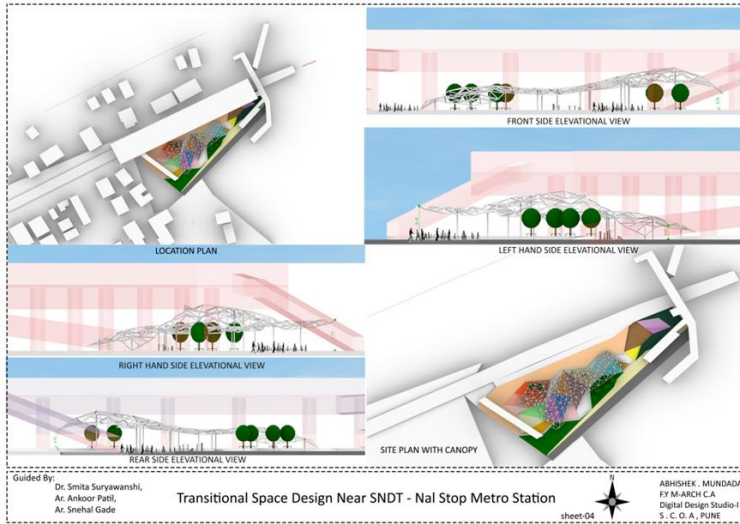 FRONT SIDE ELEVATIONAL VIEW
LOCATION PLAN
LEFT HAND SIDE ELEVATIONAL VIEW
RIGHT HAND SIDE ELEVATIONAL VIEW
REAR SIDE ELEVATIONAL VIEW
SITE PLAN WITH CANOPY
Guided By:
Dr. Smita Suryawanshi,
Ar. Ankoor Patil,
Ar. Snehal Gade
Transitional Space Design Near SNDT - Nal Stop Metro Station
sheet-04
N
ABHISHEK . MUNDADA
F.Y M-ARCH C.A
Digital Design Studio-I
S . C. O. A , PUNE